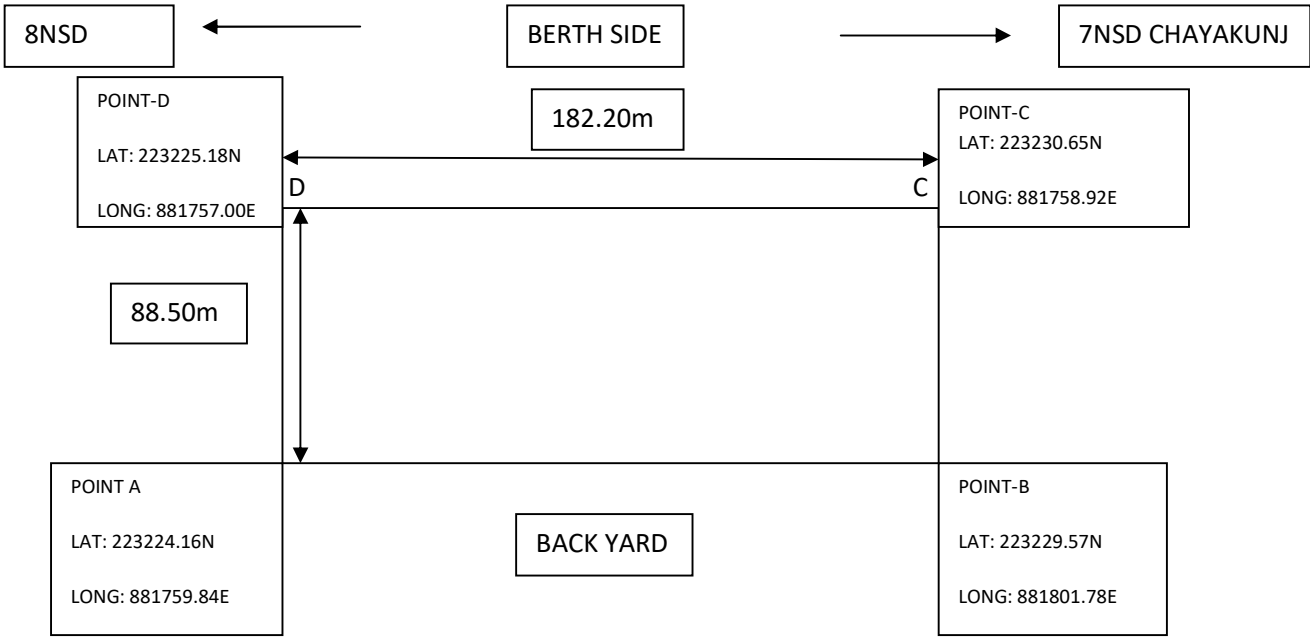 8NSD
BERTH SIDE
7NSD CHAYAKUNJ
POINT-D
LAT: 223225.18N
LONG: 881757.00E
182.20m
POINT-C
LAT: 223230.65N
LONG: 881758.92E
D
C
88.50m
POINT A
LAT: 223224.16N
LONG: 881759.84E
BACK YARD
POINT-B
LAT: 223229.57N
LONG: 881801.78E